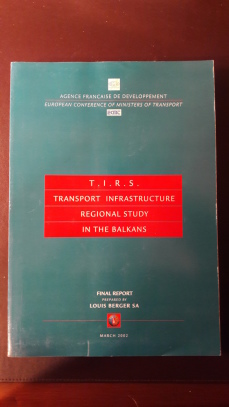 AGENCE FRANCAISE DE DEVELOPPEMENT
EUROPEAN CONFERENCE OF MINISTERS OF TRANSPORT
T.I.R.S.
TRANSPORT INFRASTRUCTURE
REGIONAL STUDY
IN THE BALKANS
FINAL REPORT
PREPARED BY
LOUIS BERGER SA
MARCH 2002